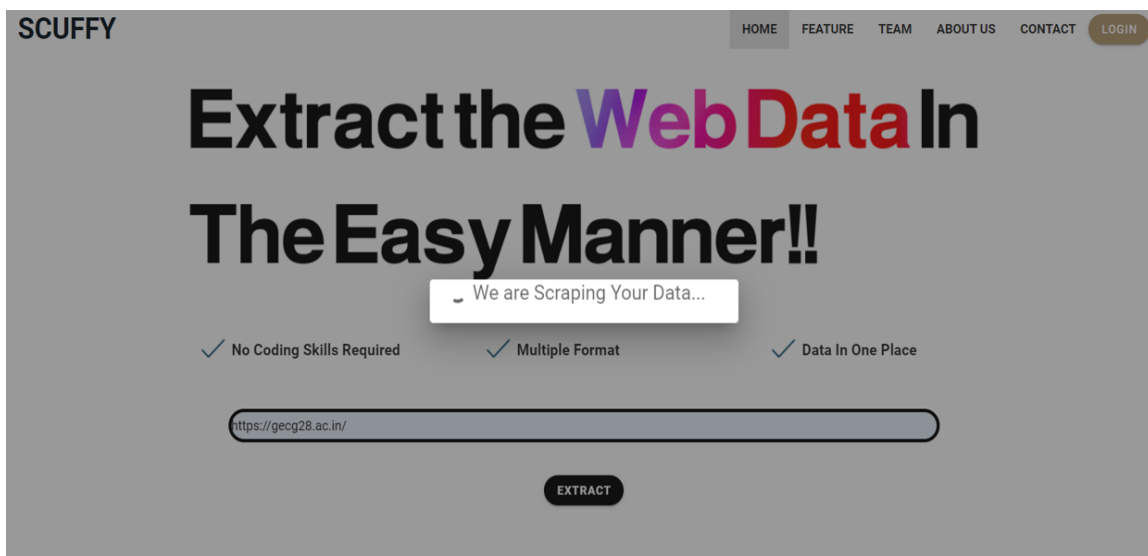 SCUFFY
HOME FEATURE TEAM ABOUT US CONTACT LOGIN
Extract the Web Data In
The Easy Manner!!
We are Scraping Your Data...
No Coding Skills Required Multiple Format Data In One Place
https://gecg28.ac.in/
EXTRACT